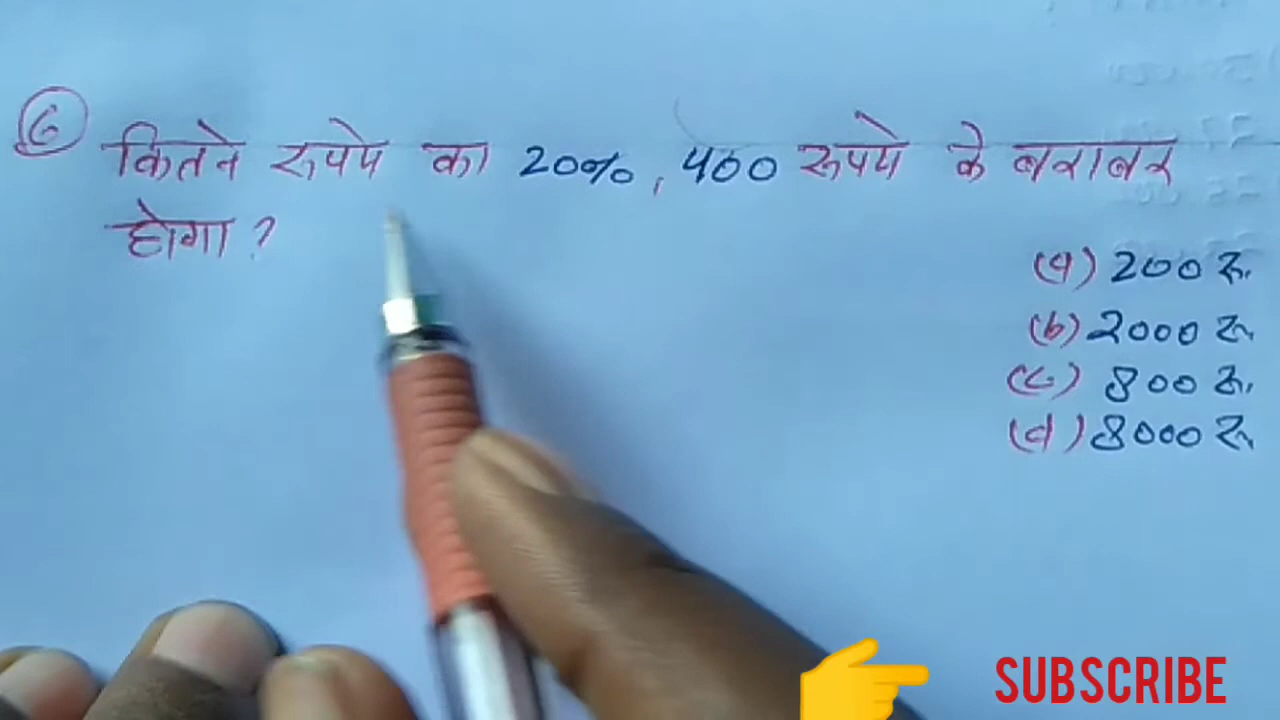 6 कितने रुपये का 20%, 400 रूपये के बराबर
होगा ?
(a) 200 रू.
(b) 2000 रू
(c) 800 रू.
(d) 8000 रू
SUBSCRIBE